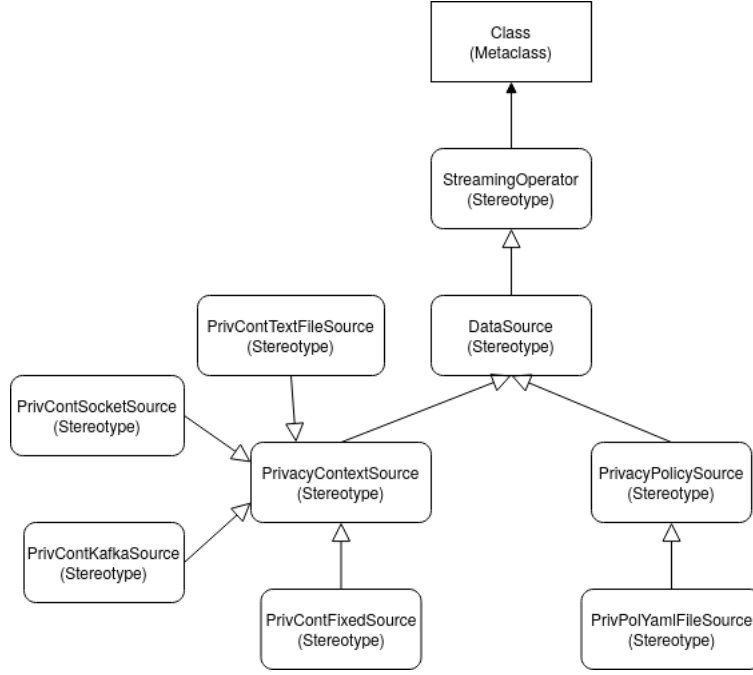 Class
(Metaclass)
StreamingOperator
(Stereotype)
PrivContTextFileSource
(Stereotype)
DataSource
(Stereotype)
PrivContSocketSource
(Stereotype)
PrivacyContextSource
(Stereotype)
PrivacyPolicySource
(Stereotype)
PrivContKafkaSource
(Stereotype)
PrivContFixedSource
(Stereotype)
PrivPolYamlFileSource
(Stereotype)